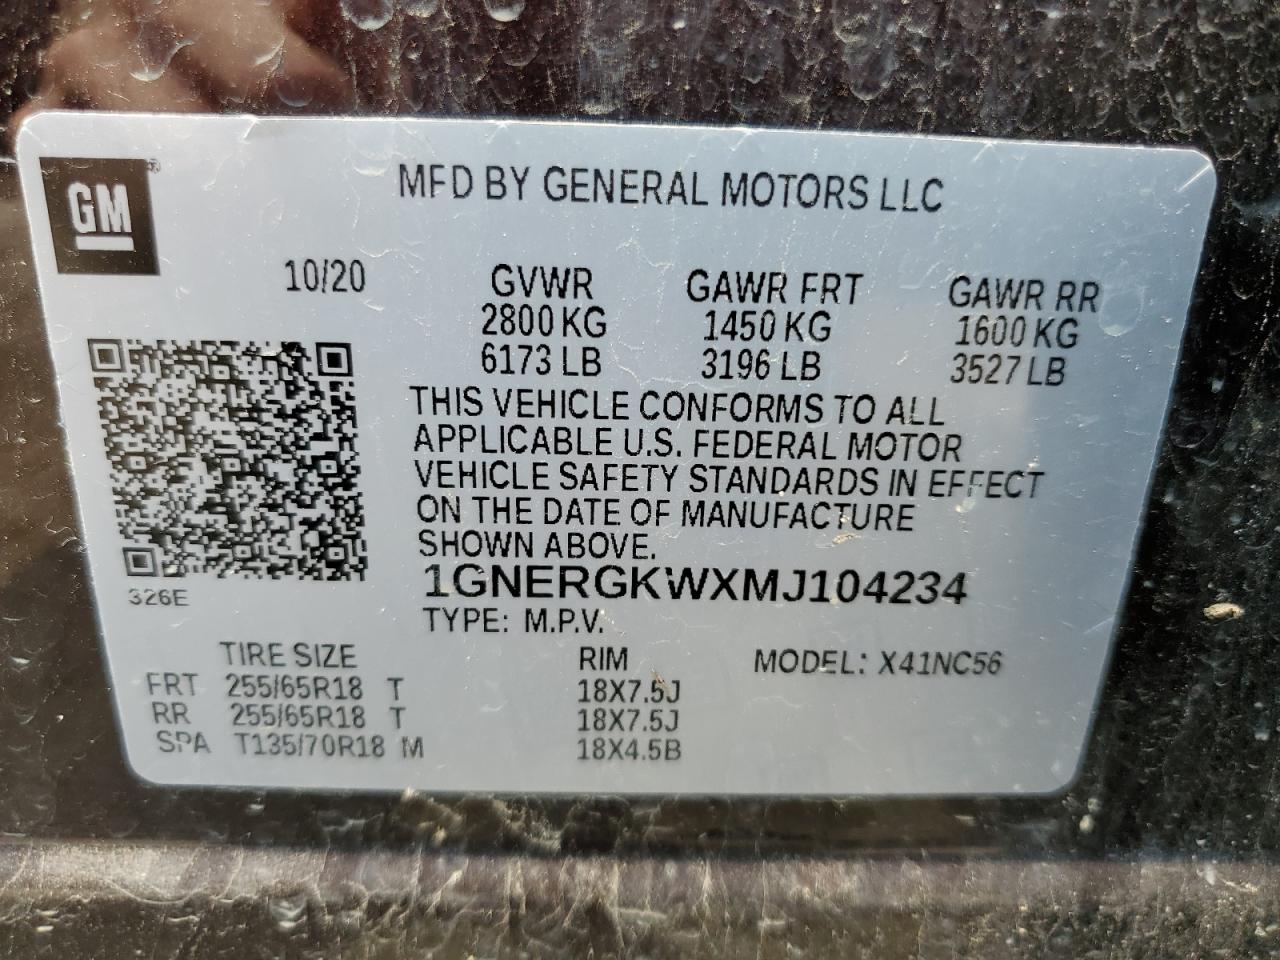 GM®
MFD BY GENERAL MOTORS LLC
10/20 GVWR GAWR FRT GAWR RR
2800 KG 1450 KG 1600 KG
6173 LB 3196 LB 3527 LB
THIS VEHICLE CONFORMS TO ALL
APPLICABLE U.S. FEDERAL MOTOR
VEHICLE SAFETY STANDARDS IN EFFECT
ON THE DATE OF MANUFACTURE
SHOWN ABOVE.
326E
1GNERGKWXMJ104234
TYPE: M.P.V.
TIRE SIZE RIM MODEL: X41NC56
FRT 255/65R18 T 18X7.5J
RR 255/65R18 T 18X7.5J
SPA T135/70R18 M 18X4.5B